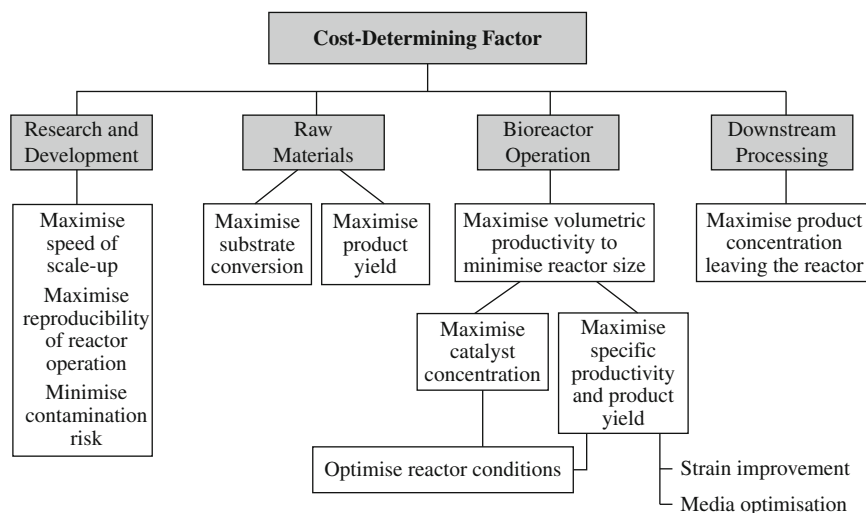 Cost-Determining Factor
Research and
Development
Raw
Materials
Bioreactor
Operation
Downstream
Processing
Maximise
speed of
scale-up
Maximise
reproducibility
of reactor
operation
Minimise
contamination
risk
Maximise
substrate
conversion
Maximise
product
yield
Maximise volumetric
productivity to
minimise reactor size
Maximise product
concentration
leaving the reactor
Maximise
catalyst
concentration
Maximise
specific
productivity
and product
yield
Optimise reactor conditions
Strain improvement
Media optimisation